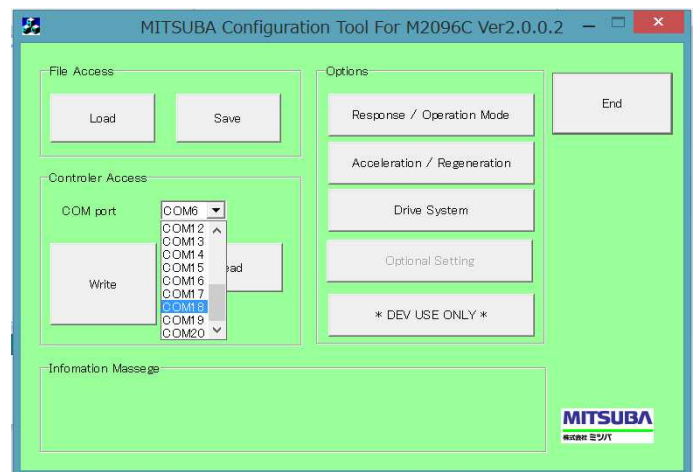 MITSUBA Configuration Tool For M2096C Ver2.0.0.2
File Access
Load
Save
Controler Access
COM port
COM6
COM12
COM13
COM14
COM15
COM16
COM17
COM18
COM19
COM20
Write
Options
Response / Operation Mode
Acceleration / Regeneration
Drive System
Optional Setting
* DEV USE ONLY *
End
Infomation Massege
MITSUBA
株式会社 ミツバ